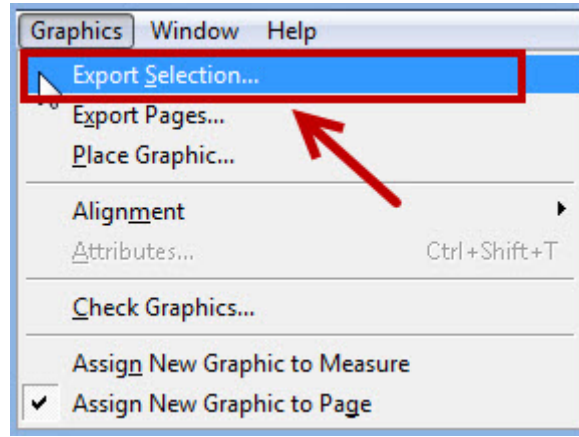 Graphics Window Help
Export Selection...
Export Pages...
Place Graphic...
Alignment
Attributes... Ctrl+Shift+T
Check Graphics...
Assign New Graphic to Measure
Assign New Graphic to Page